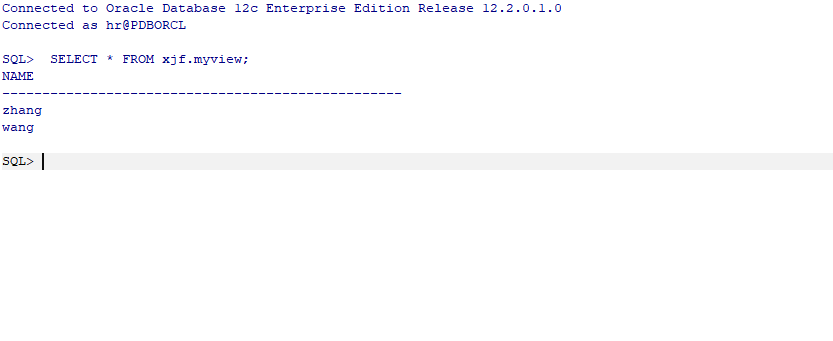 Connected to Oracle Database 12c Enterprise Edition Release 12.2.0.1.0
Connected as hr@PDBORCL
SQL>  SELECT * FROM xjf.myview;
NAME
--------------------------------------------------
zhang
wang
SQL>